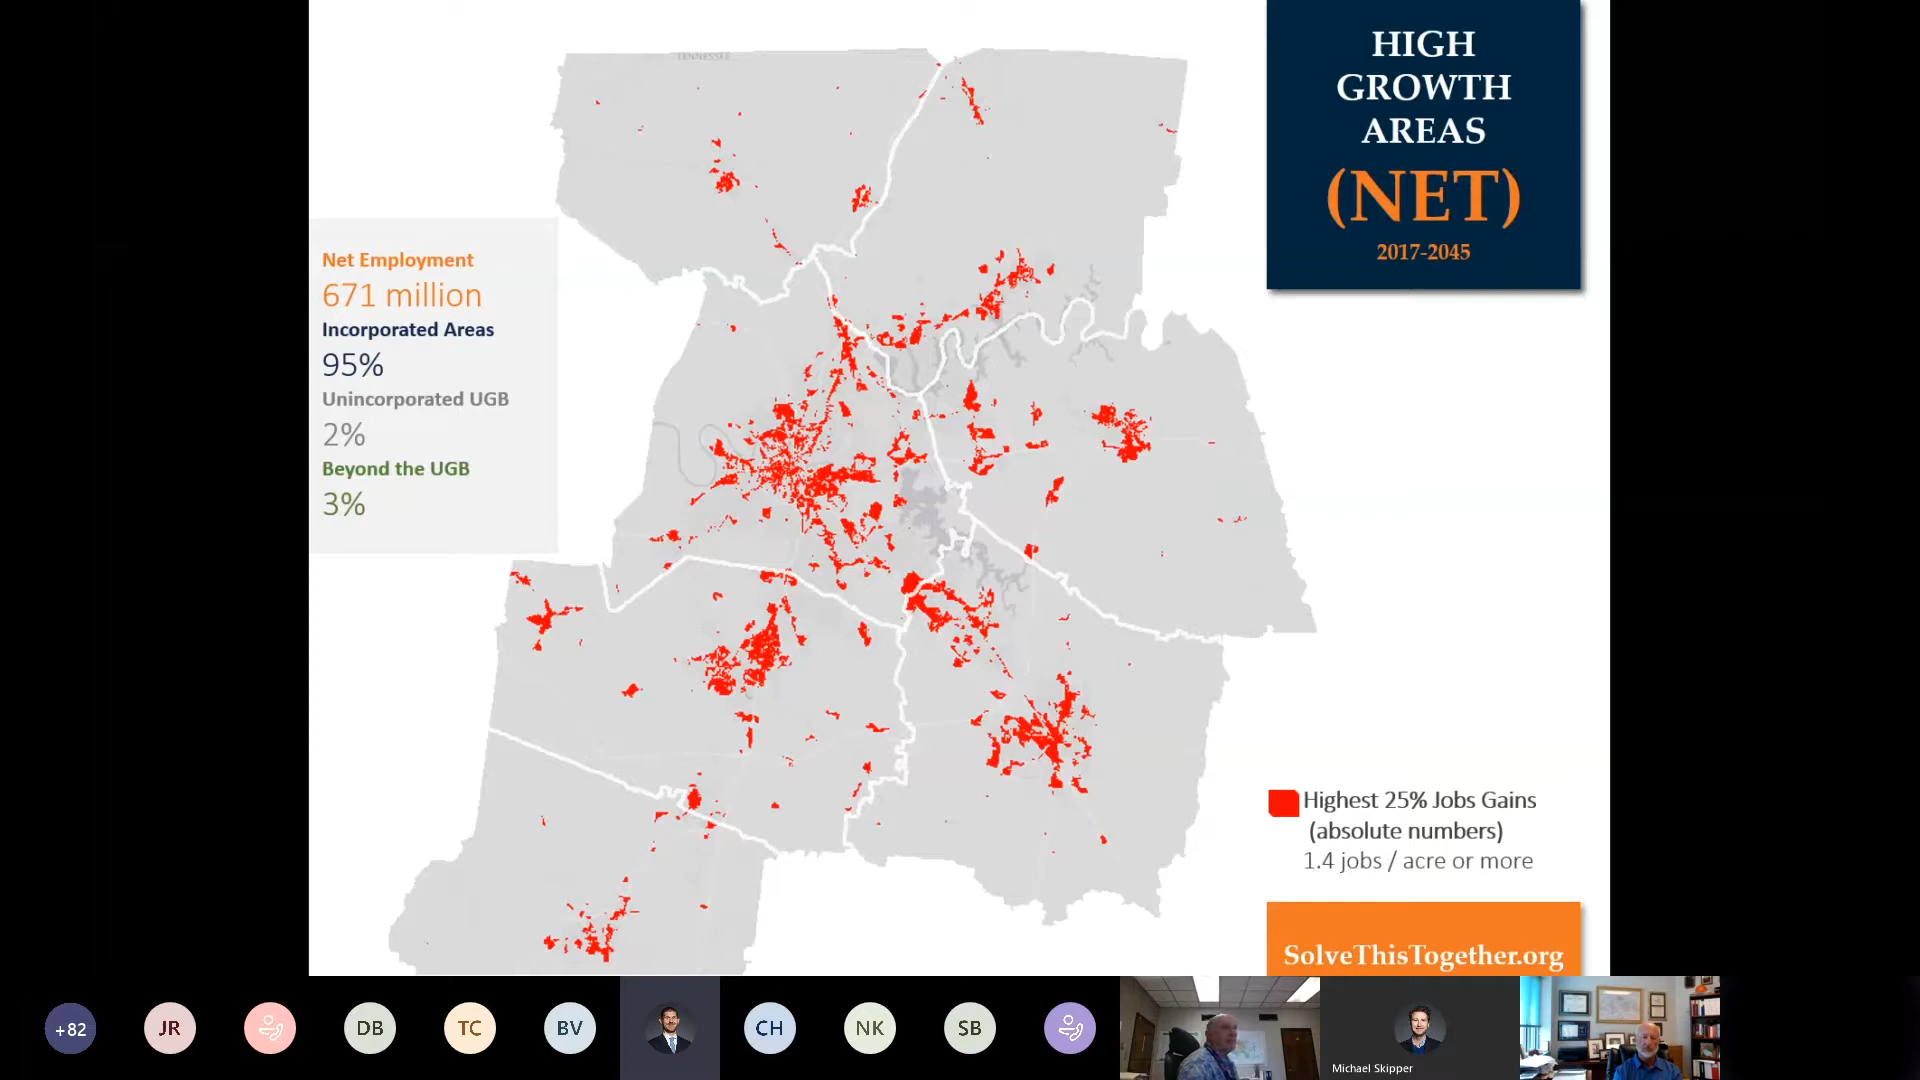 TENNESSEE
HIGH
GROWTH
AREAS
(NET)
2017-2045
Net Employment
671 million
Incorporated Areas
95%
Unincorporated UGB
2%
Beyond the UGB
3%
Highest 25% Jobs Gains
(absolute numbers)
1.4 jobs / acre or more
SolveThisTogether.org
+82
JR
DB
TC
BV
CH
NK
SB
Michael Skipper